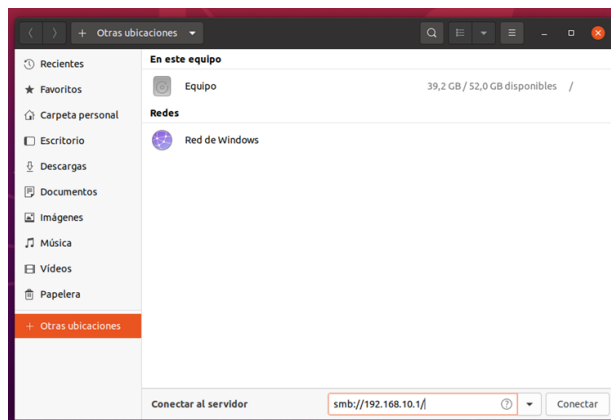 + Otras ubicaciones
Recientes
Favoritos
Carpeta personal
Escritorio
Descargas
Documentos
Imágenes
Música
Vídeos
Papelera
+ Otras ubicaciones
En este equipo
Equipo 39,2 GB / 52,0 GB disponibles /
Redes
Red de Windows
Conectar al servidor smb://192.168.10.1/ ? Conectar